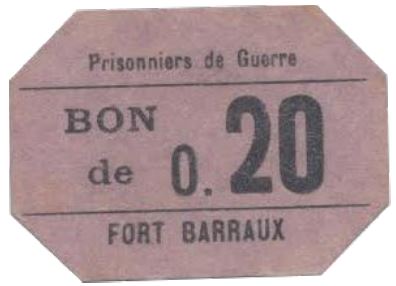 Prisonniers de Guerre
BON
de 0.20
FORT BARRAUX